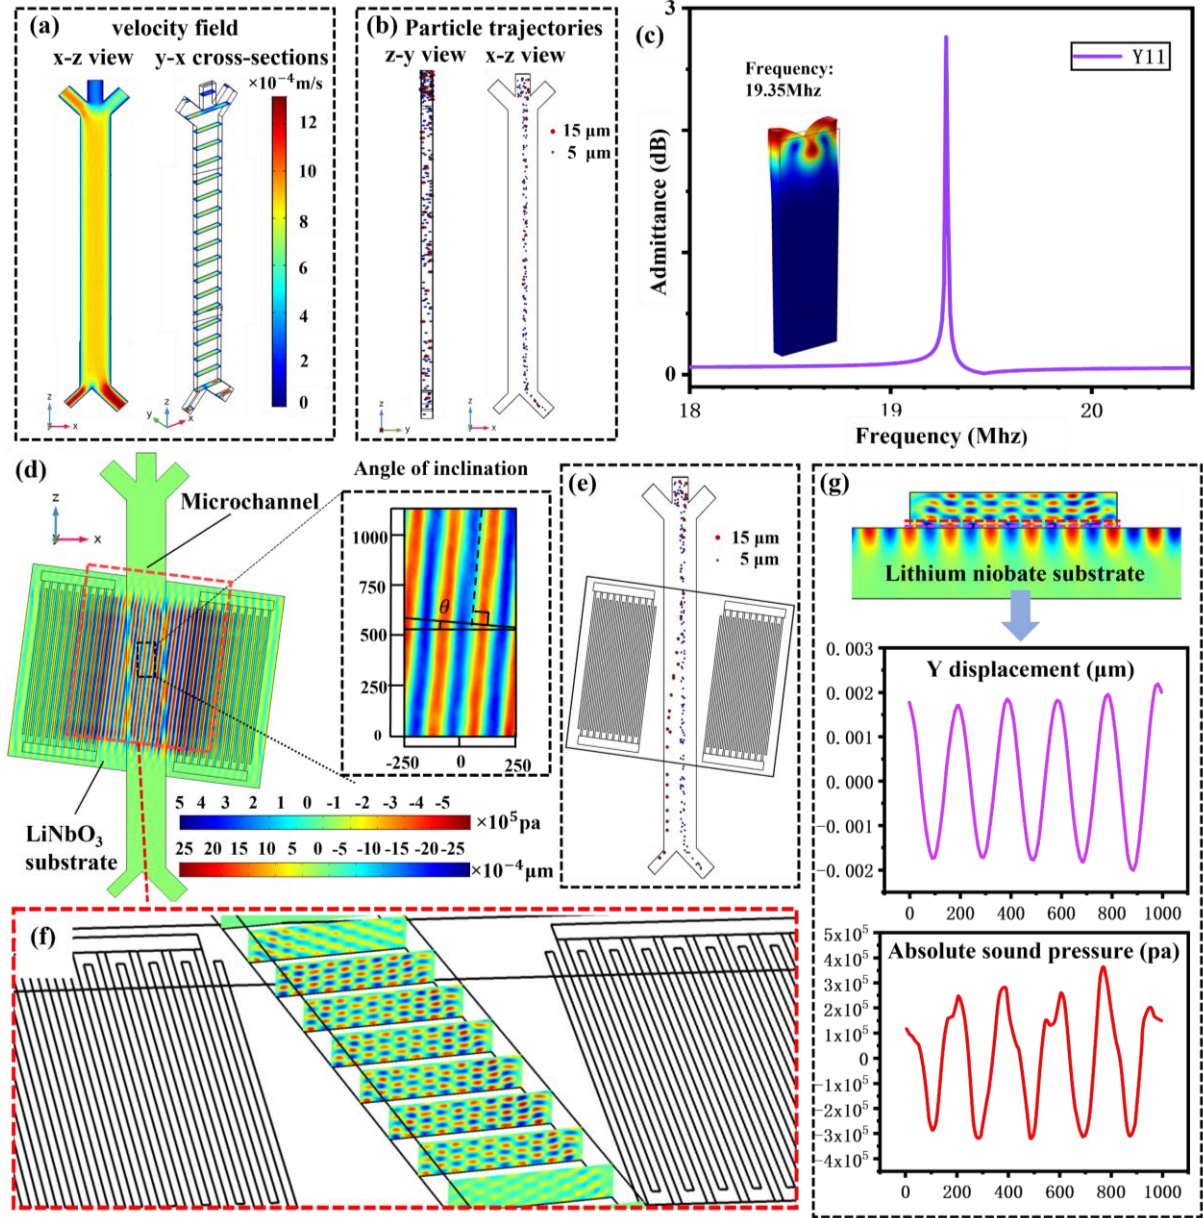 (a)
velocity field
x-z view
y-x cross-sections
×10⁻⁴m/s
12
10
8
6
4
2
0
z
x
z
y
x
(b)
Particle trajectories
z-y view
x-z view
15 µm
5 µm
z
y
z
x
(c)
Y11
Frequency:
19.35Mhz
Admittance (dB)
3
2
1
0
18
19
20
Frequency (Mhz)
(d)
z
y
x
Microchannel
LiNbO₃
substrate
Angle of inclination
1000
750
500
250
0
-250
0
250
θ
5 4 3 2 1 0 -1 -2 -3 -4 -5
×10⁵pa
25 20 15 10 5 0 -5 -10 -15 -20 -25
×10⁻⁴µm
(e)
15 µm
5 µm
(f)
(g)
Lithium niobate substrate
Y displacement (µm)
0.003
0.002
0.001
0.000
-0.001
-0.002
0 200 400 600 800 1000
Absolute sound pressure (pa)
5x10⁵
4x10⁵
3x10⁵
2x10⁵
1x10⁵
0
-1x10⁵
-2x10⁵
-3x10⁵
-4x10⁵
0 200 400 600 800 1000